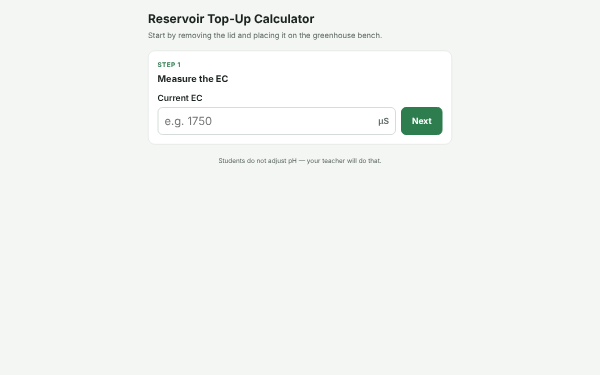 Reservoir Top-Up Calculator
Start by removing the lid and placing it on the greenhouse bench.
STEP 1
Measure the EC
Current EC
e.g. 1750 µS Next
Students do not adjust pH — your teacher will do that.